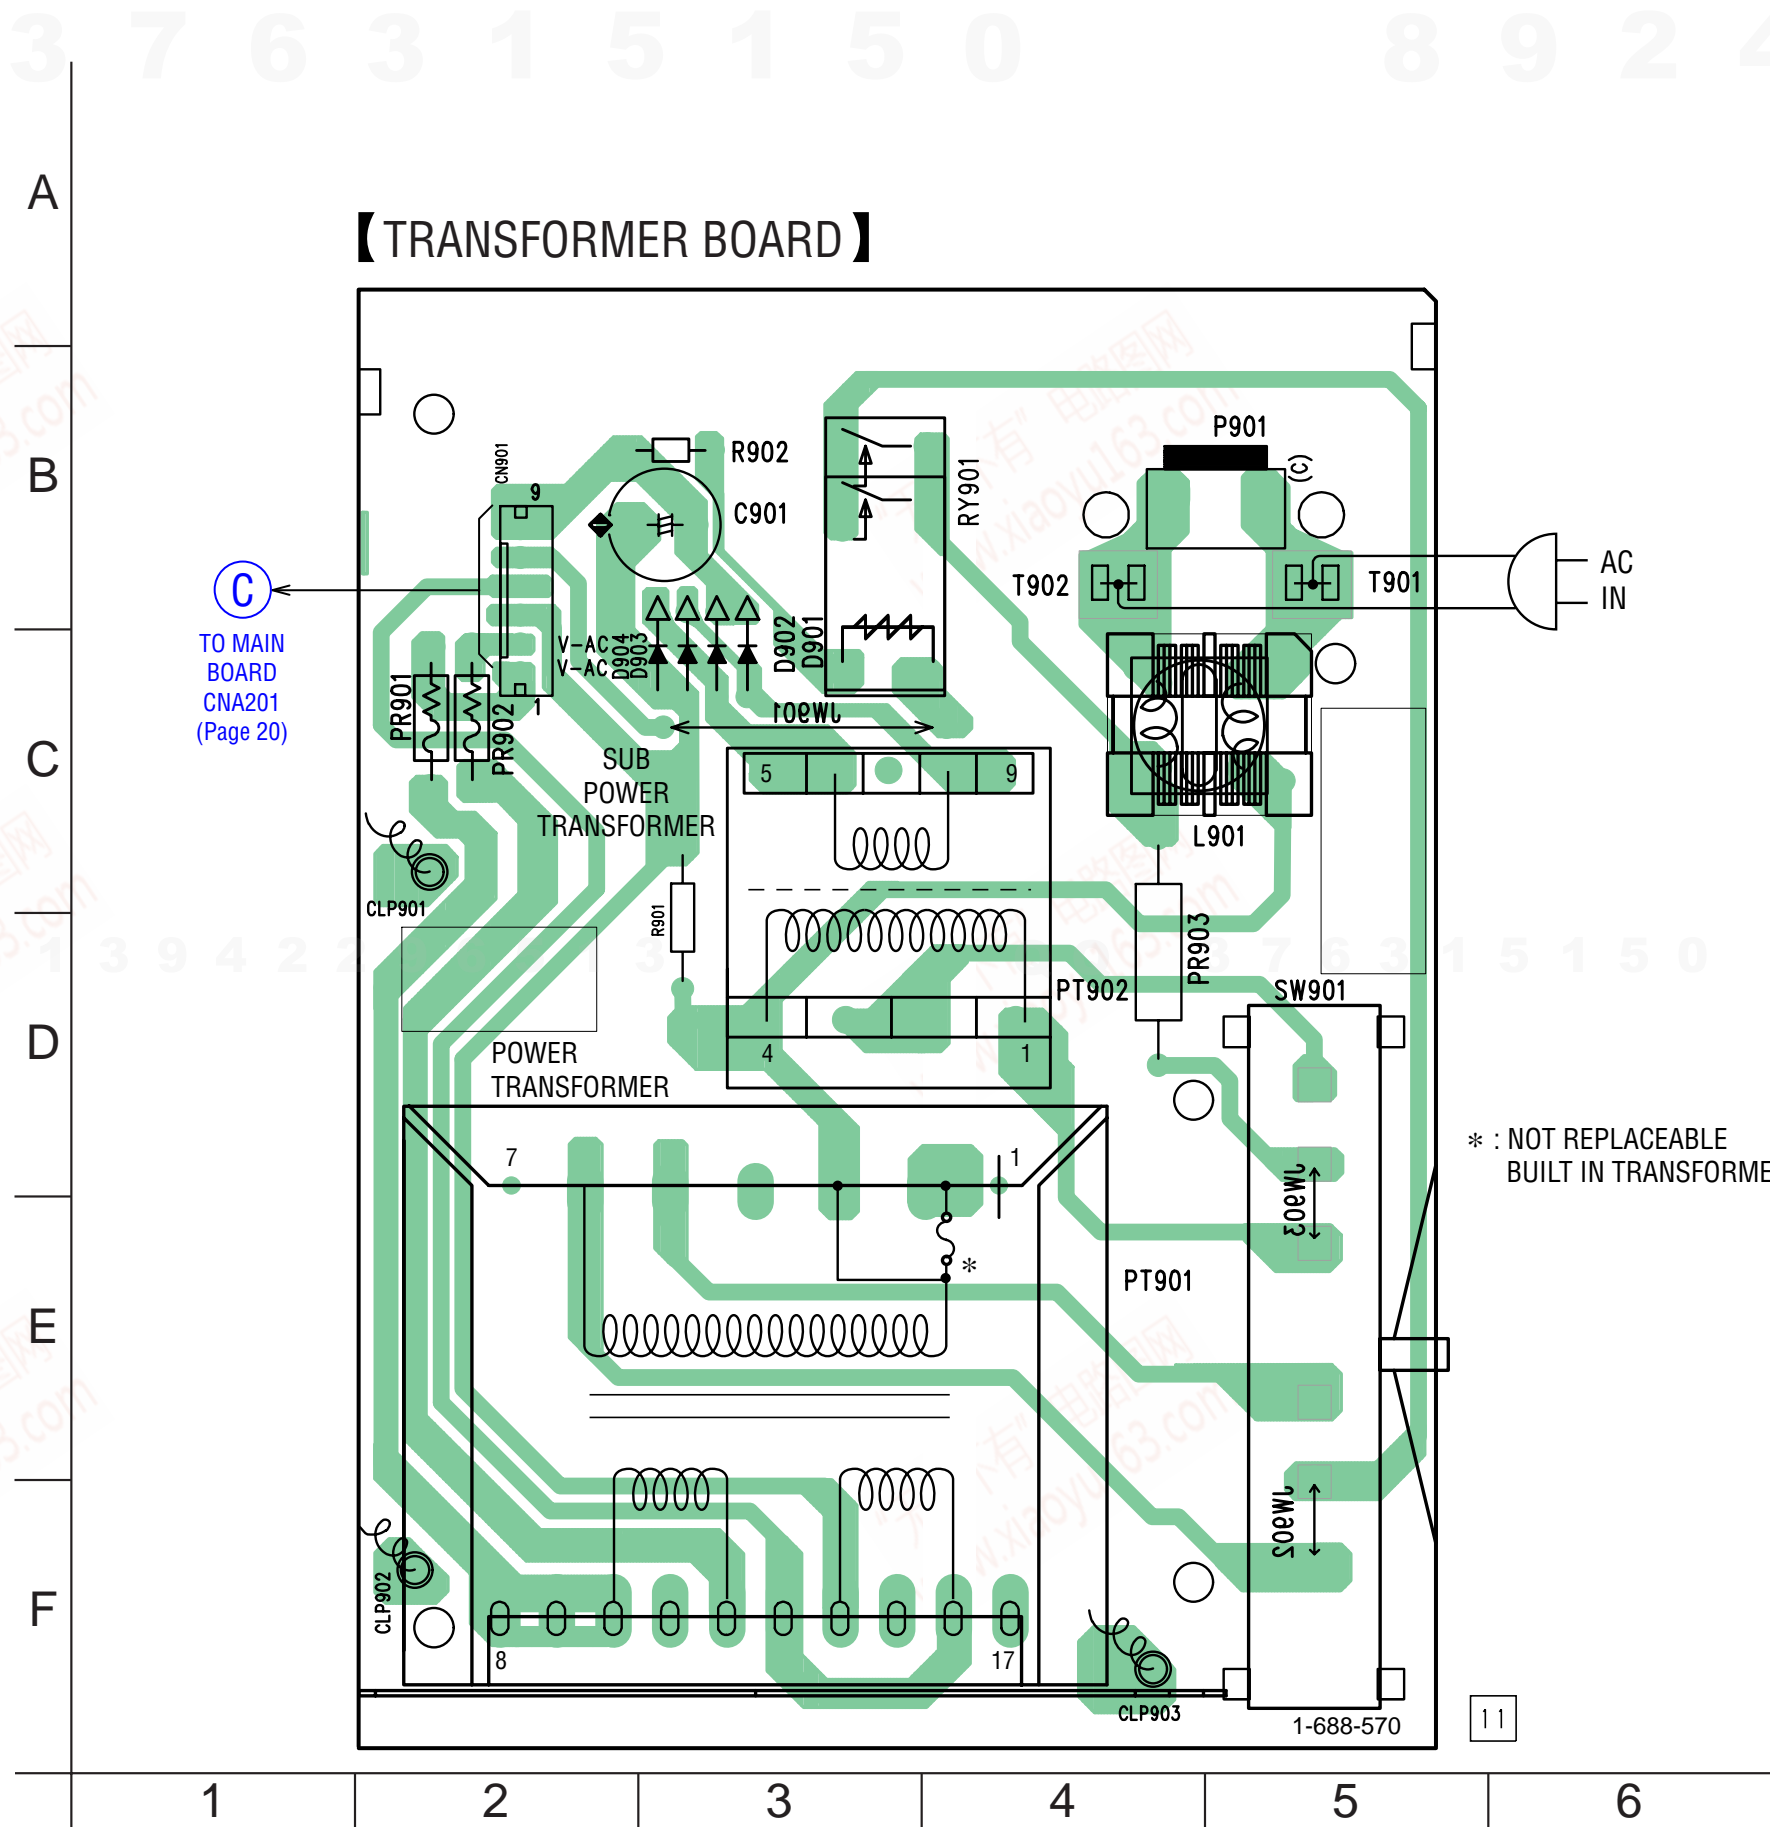 3 7 6 3 1 5 1 5 0 8 9 2 4
A
【TRANSFORMER BOARD】
B
CN901
9
R902
C901
RY901
P901
(C)
T902
T901
AC
IN
C
TO MAIN
BOARD
CNA201
(Page 20)
V-AC
V-AC
D904
D903
D902
D901
PR901
PR902
1
JW901
C
SUB
POWER
TRANSFORMER
5
9
L901
CLP901
R901
PR903
PT902
SW901
D
4
1
POWER
TRANSFORMER
7
1
JW903
* : NOT REPLACEABLE
BUILT IN TRANSFORME
*
PT901
E
JW902
F
CLP902
8
17
CLP903
1-688-570
11
1 2 3 4 5 6